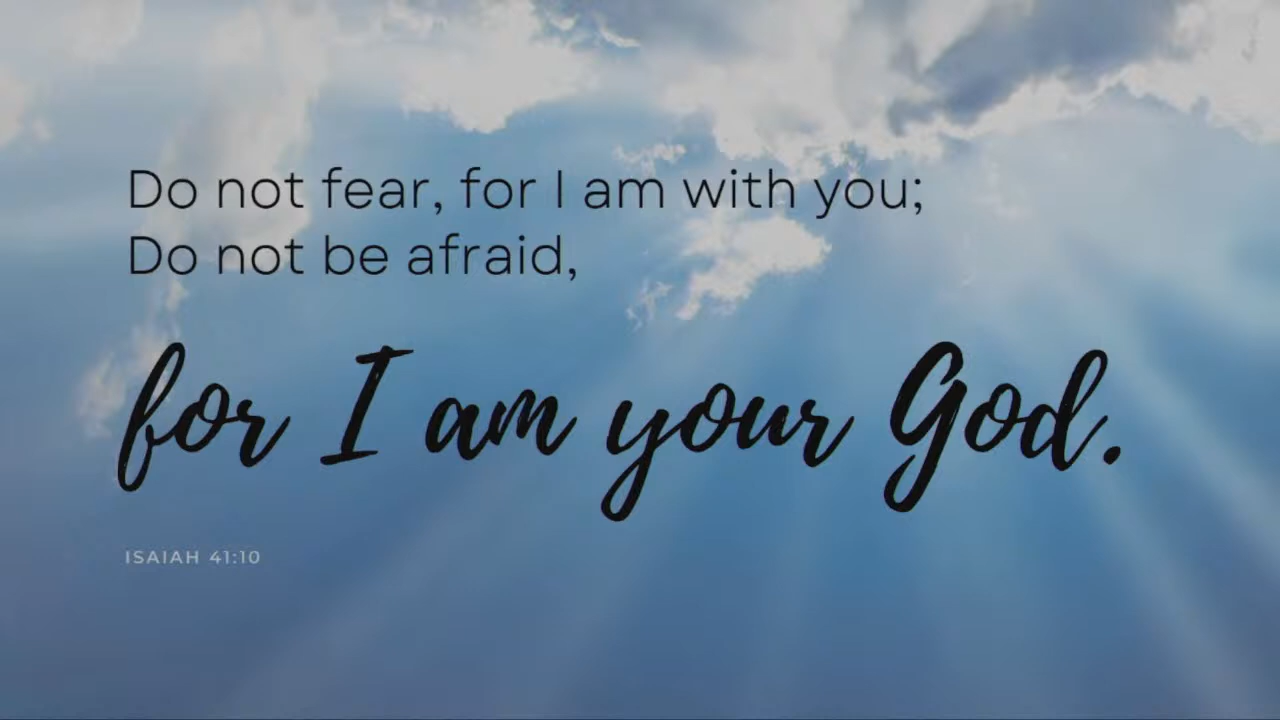 Do not fear, for I am with you;
Do not be afraid,
for I am your God.
ISAIAH 41:10